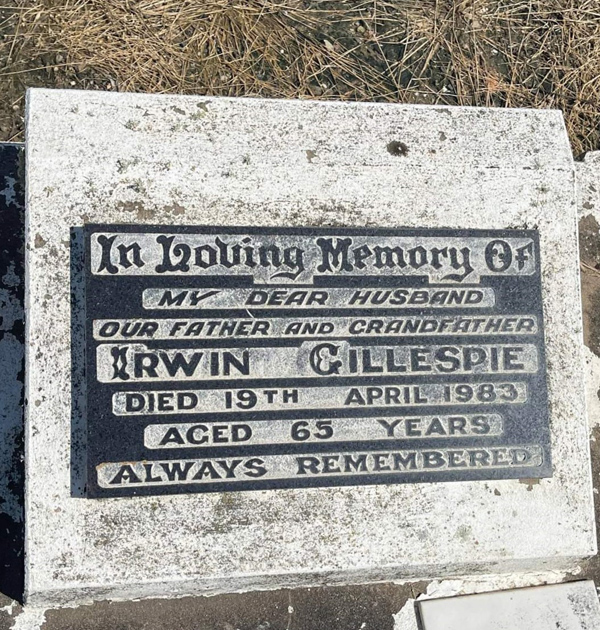 In Loving Memory Of
MY DEAR HUSBAND
OUR FATHER AND GRANDFATHER
IRWIN GILLESPIE
DIED 19TH APRIL 1983
AGED 65 YEARS
ALWAYS REMEMBERED